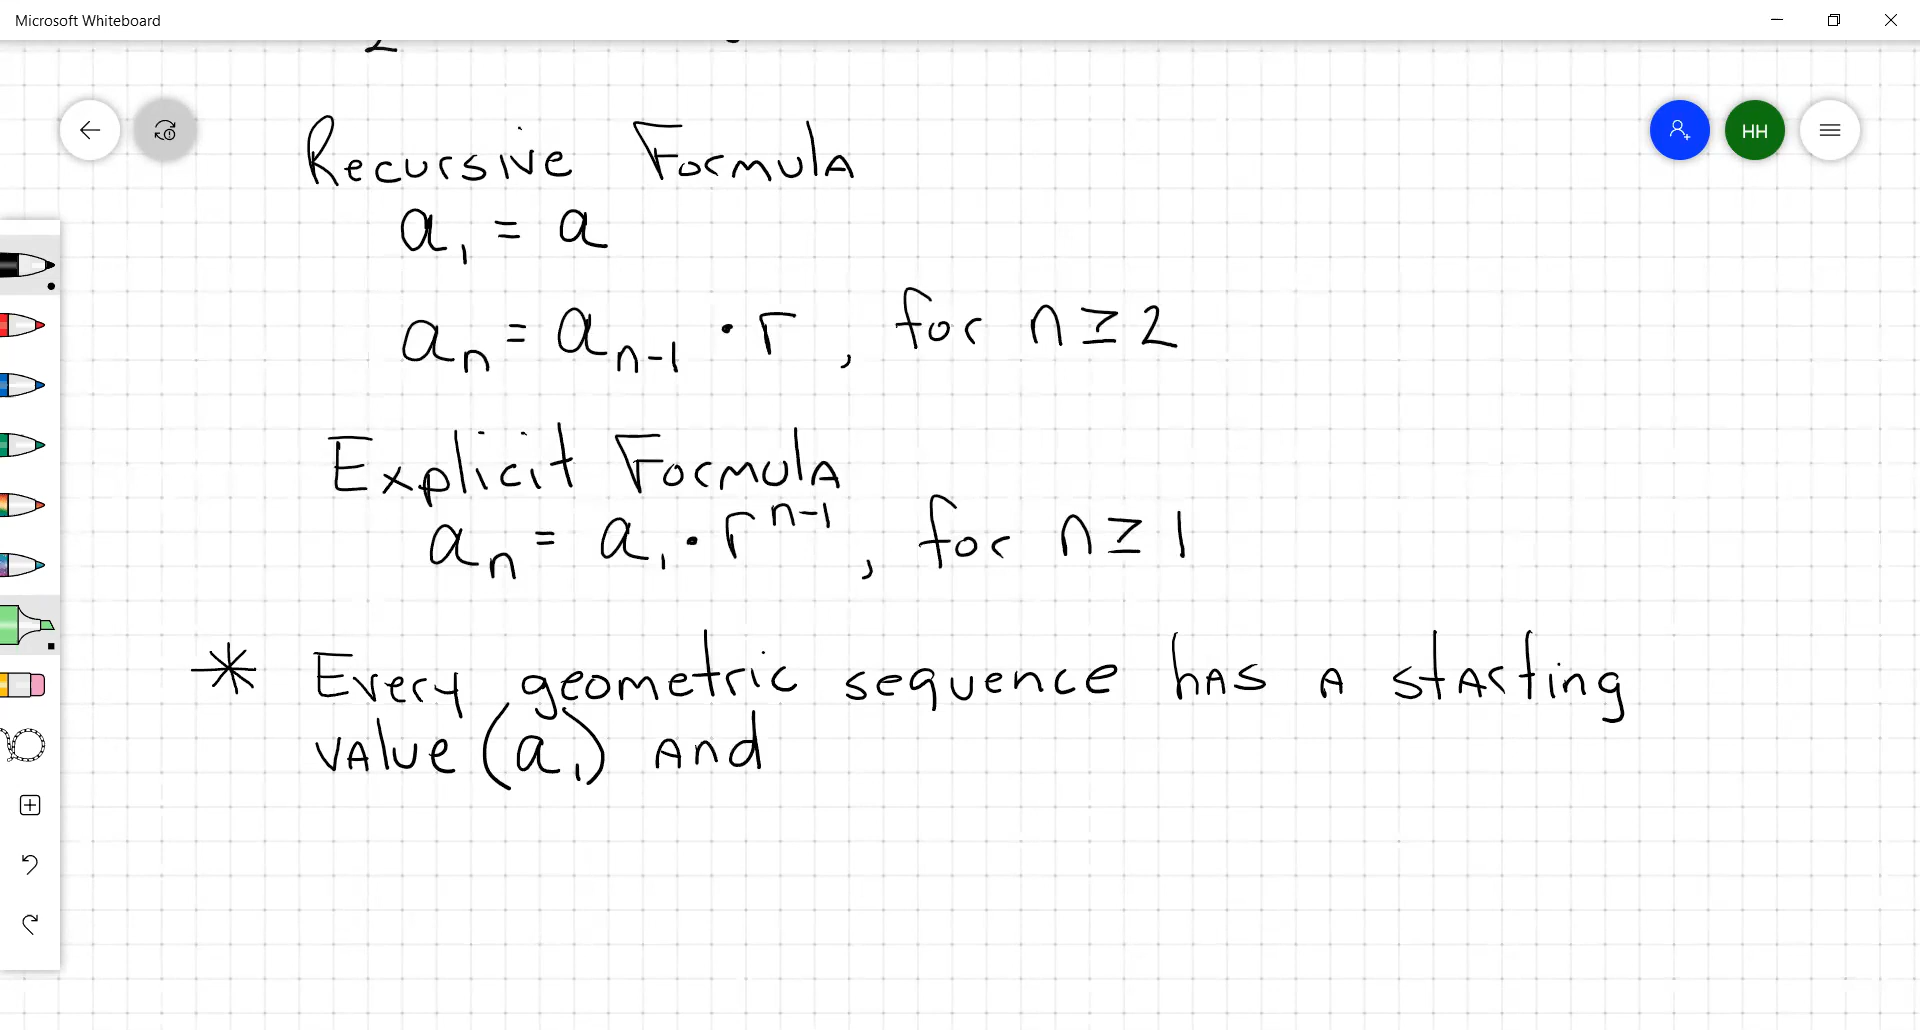 Microsoft Whiteboard
HH
Recursive Formula
a₁ = a
aₙ = aₙ₋₁ · r, for n ≥ 2
Explicit Formula
aₙ = a₁ · rⁿ⁻¹, for n ≥ 1
* Every geometric sequence has a starting
value (a₁) and